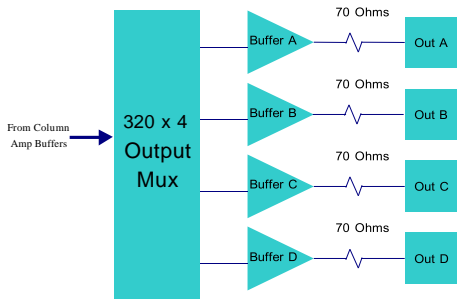 70 Ohms
Buffer A
Out A
70 Ohms
Buffer B
Out B
From Column
Amp Buffers
320 x 4
Output
Mux
70 Ohms
Buffer C
Out C
70 Ohms
Buffer D
Out D